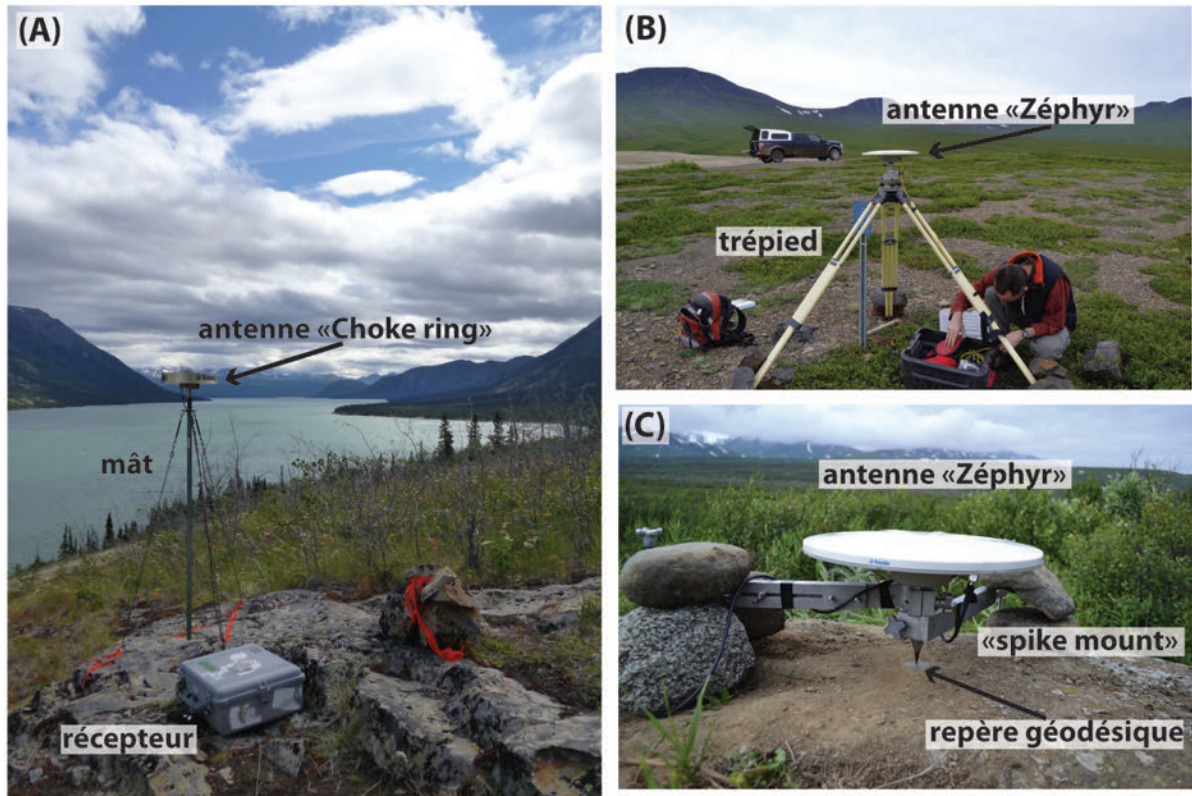 (A)
antenne «Choke ring»
mât
récepteur
(B)
antenne «Zéphyr»
trépied
(C)
antenne «Zéphyr»
«spike mount»
repère géodésique